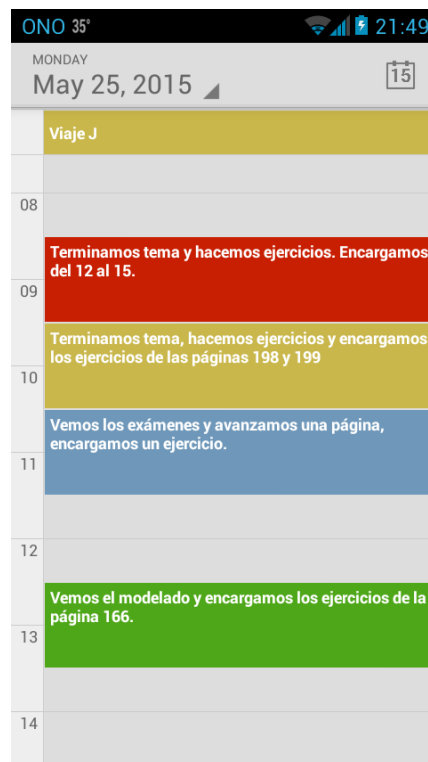 ONO 35° 21:49
MONDAY
May 25, 2015
15
Viaje J
08
Terminamos tema y hacemos ejercicios. Encargamos
del 12 al 15.
09
Terminamos tema, hacemos ejercicios y encargamos
los ejercicios de las páginas 198 y 199
10
Vemos los exámenes y avanzamos una página,
encargamos un ejercicio.
11
12
Vemos el modelado y encargamos los ejercicios de la
página 166.
13
14